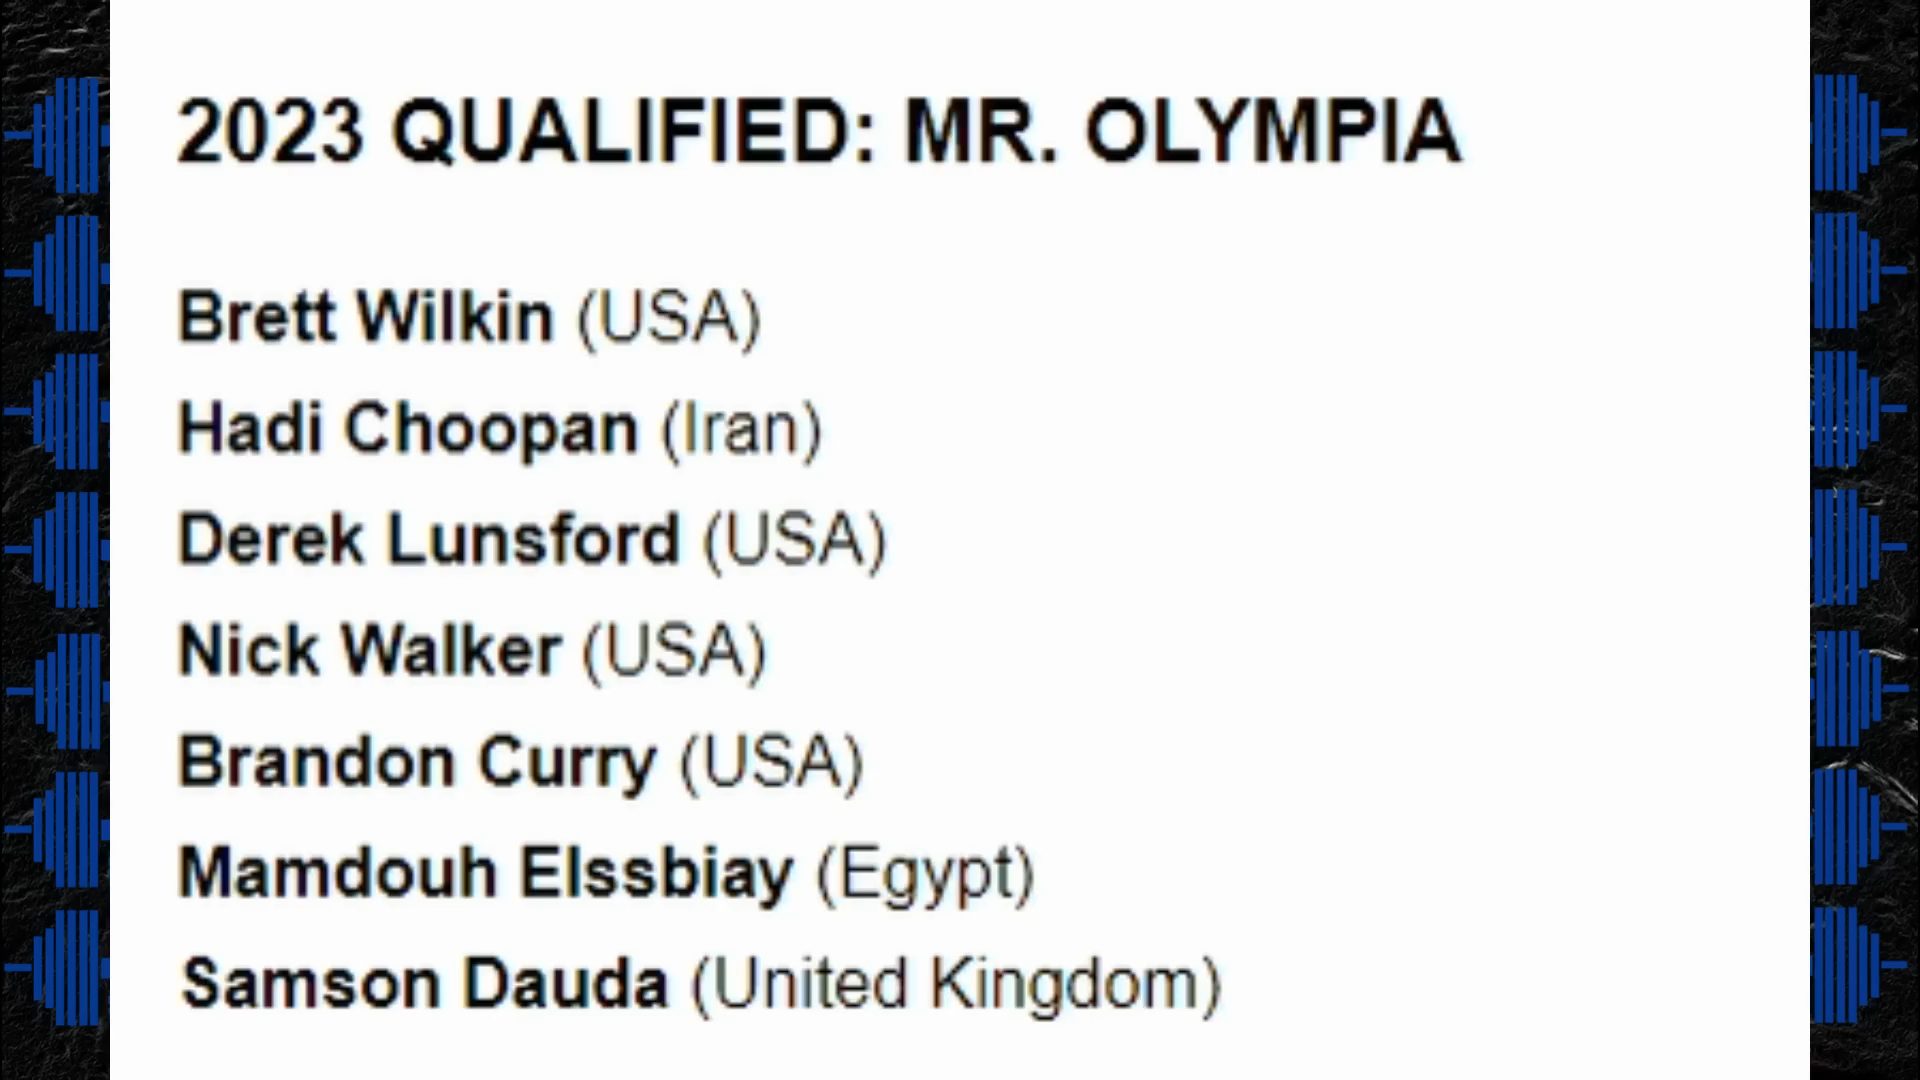 2023 QUALIFIED: MR. OLYMPIA
Brett Wilkin (USA)
Hadi Choopan (Iran)
Derek Lunsford (USA)
Nick Walker (USA)
Brandon Curry (USA)
Mamdouh Elssbiay (Egypt)
Samson Dauda (United Kingdom)